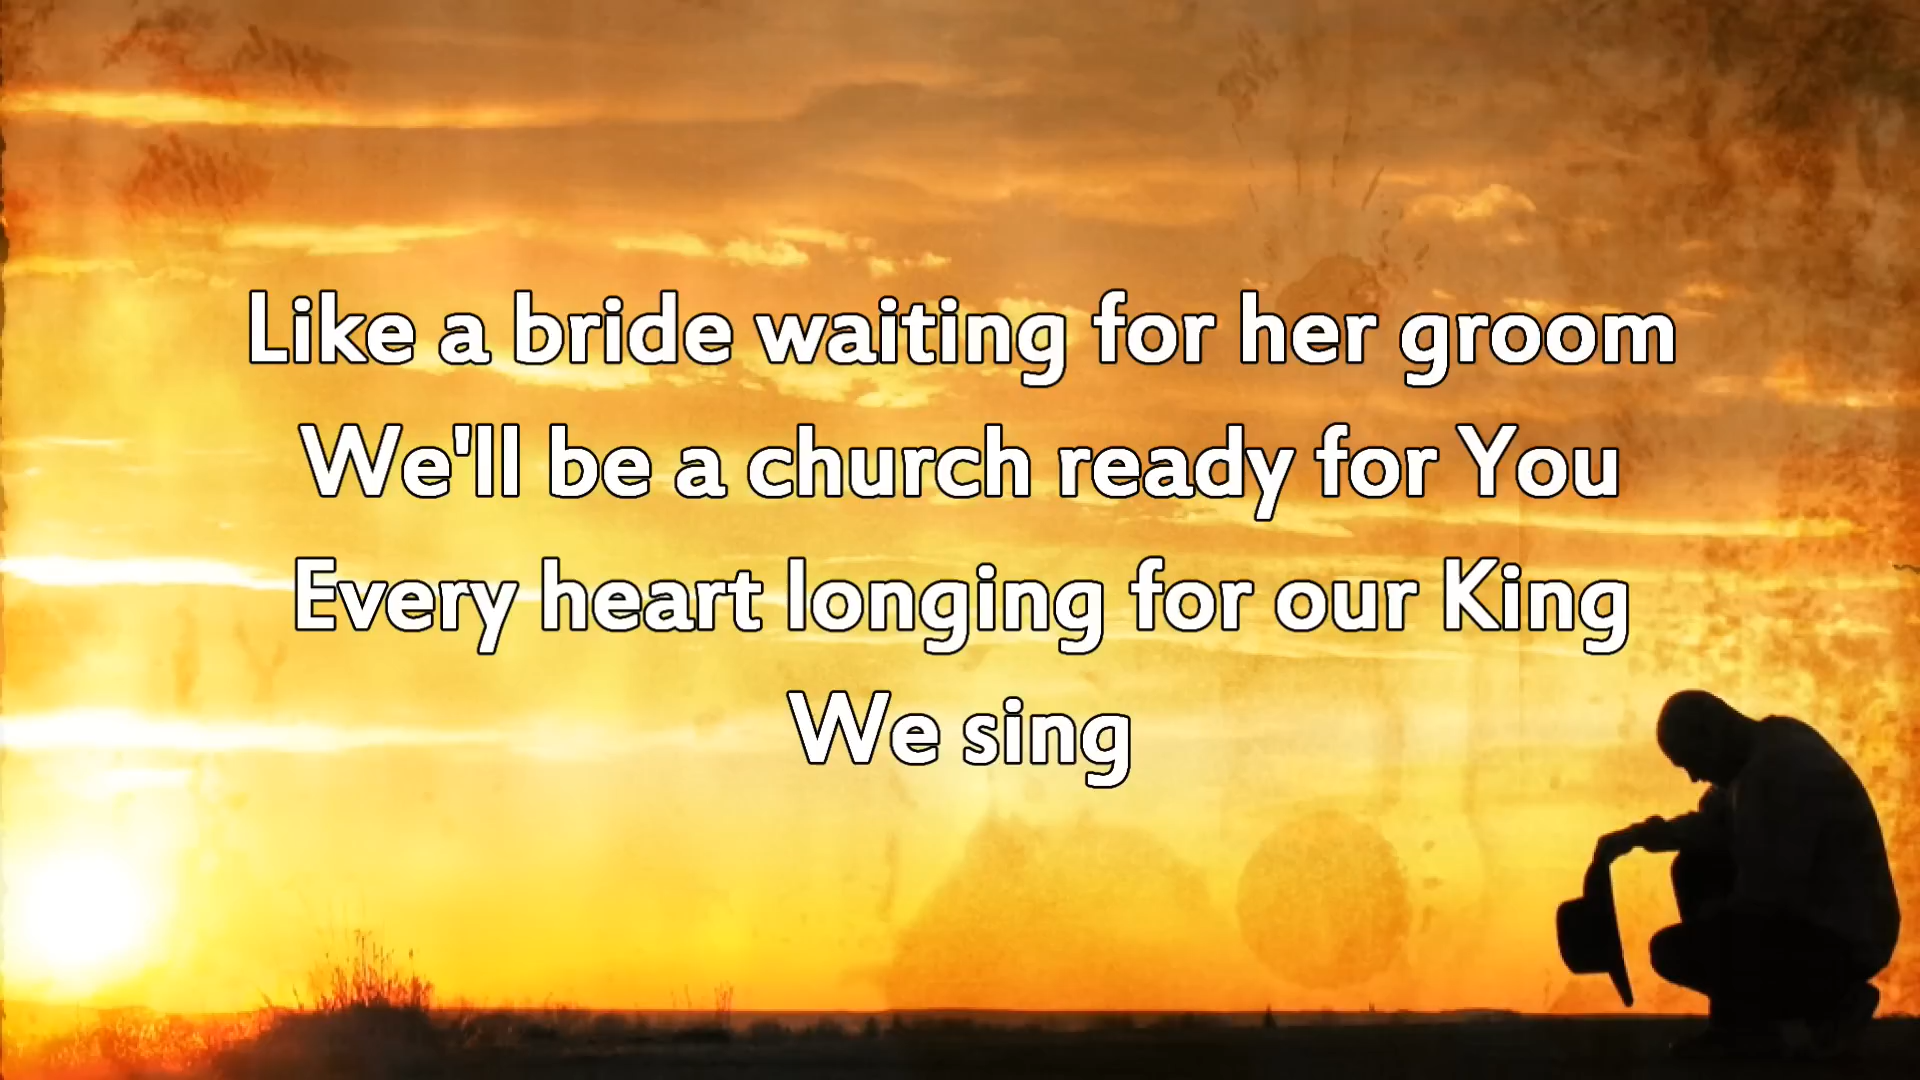 Like a bride waiting for her groom
We'll be a church ready for You
Every heart longing for our King
We sing